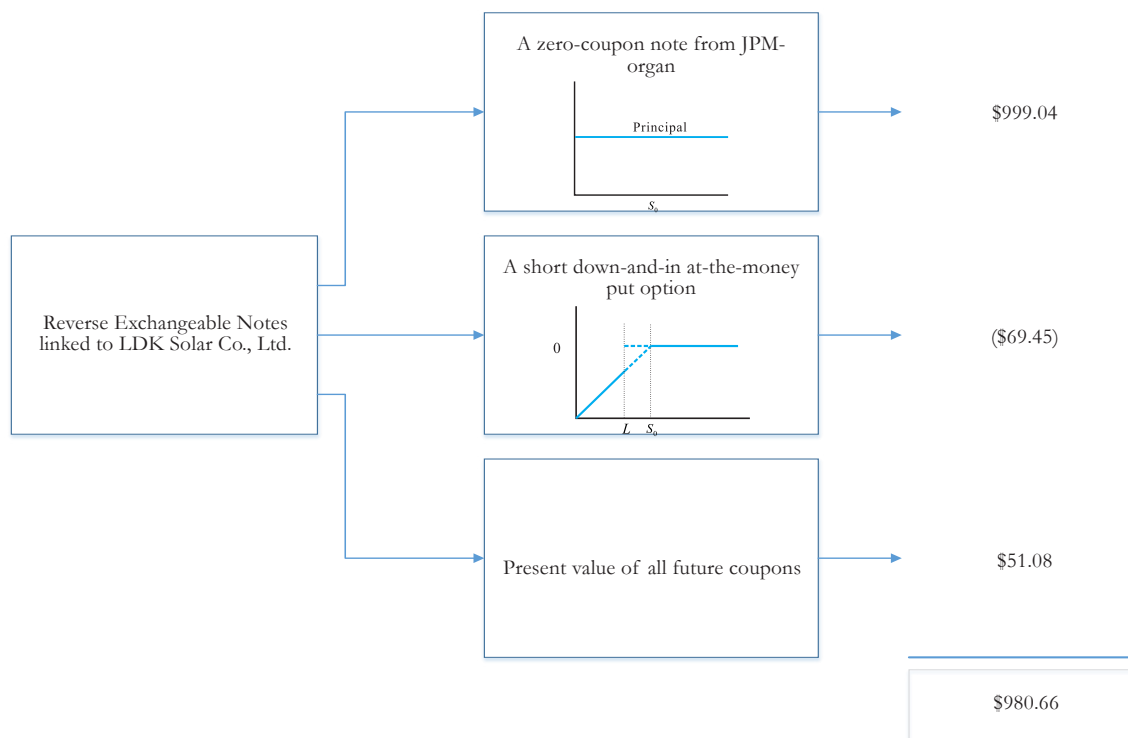 A zero-coupon note from JPM-
organ
Principal
S₀
$999.04
Reverse Exchangeable Notes
linked to LDK Solar Co., Ltd.
A short down-and-in at-the-money
put option
0
L S₀
($69.45)
Present value of all future coupons
$51.08
$980.66